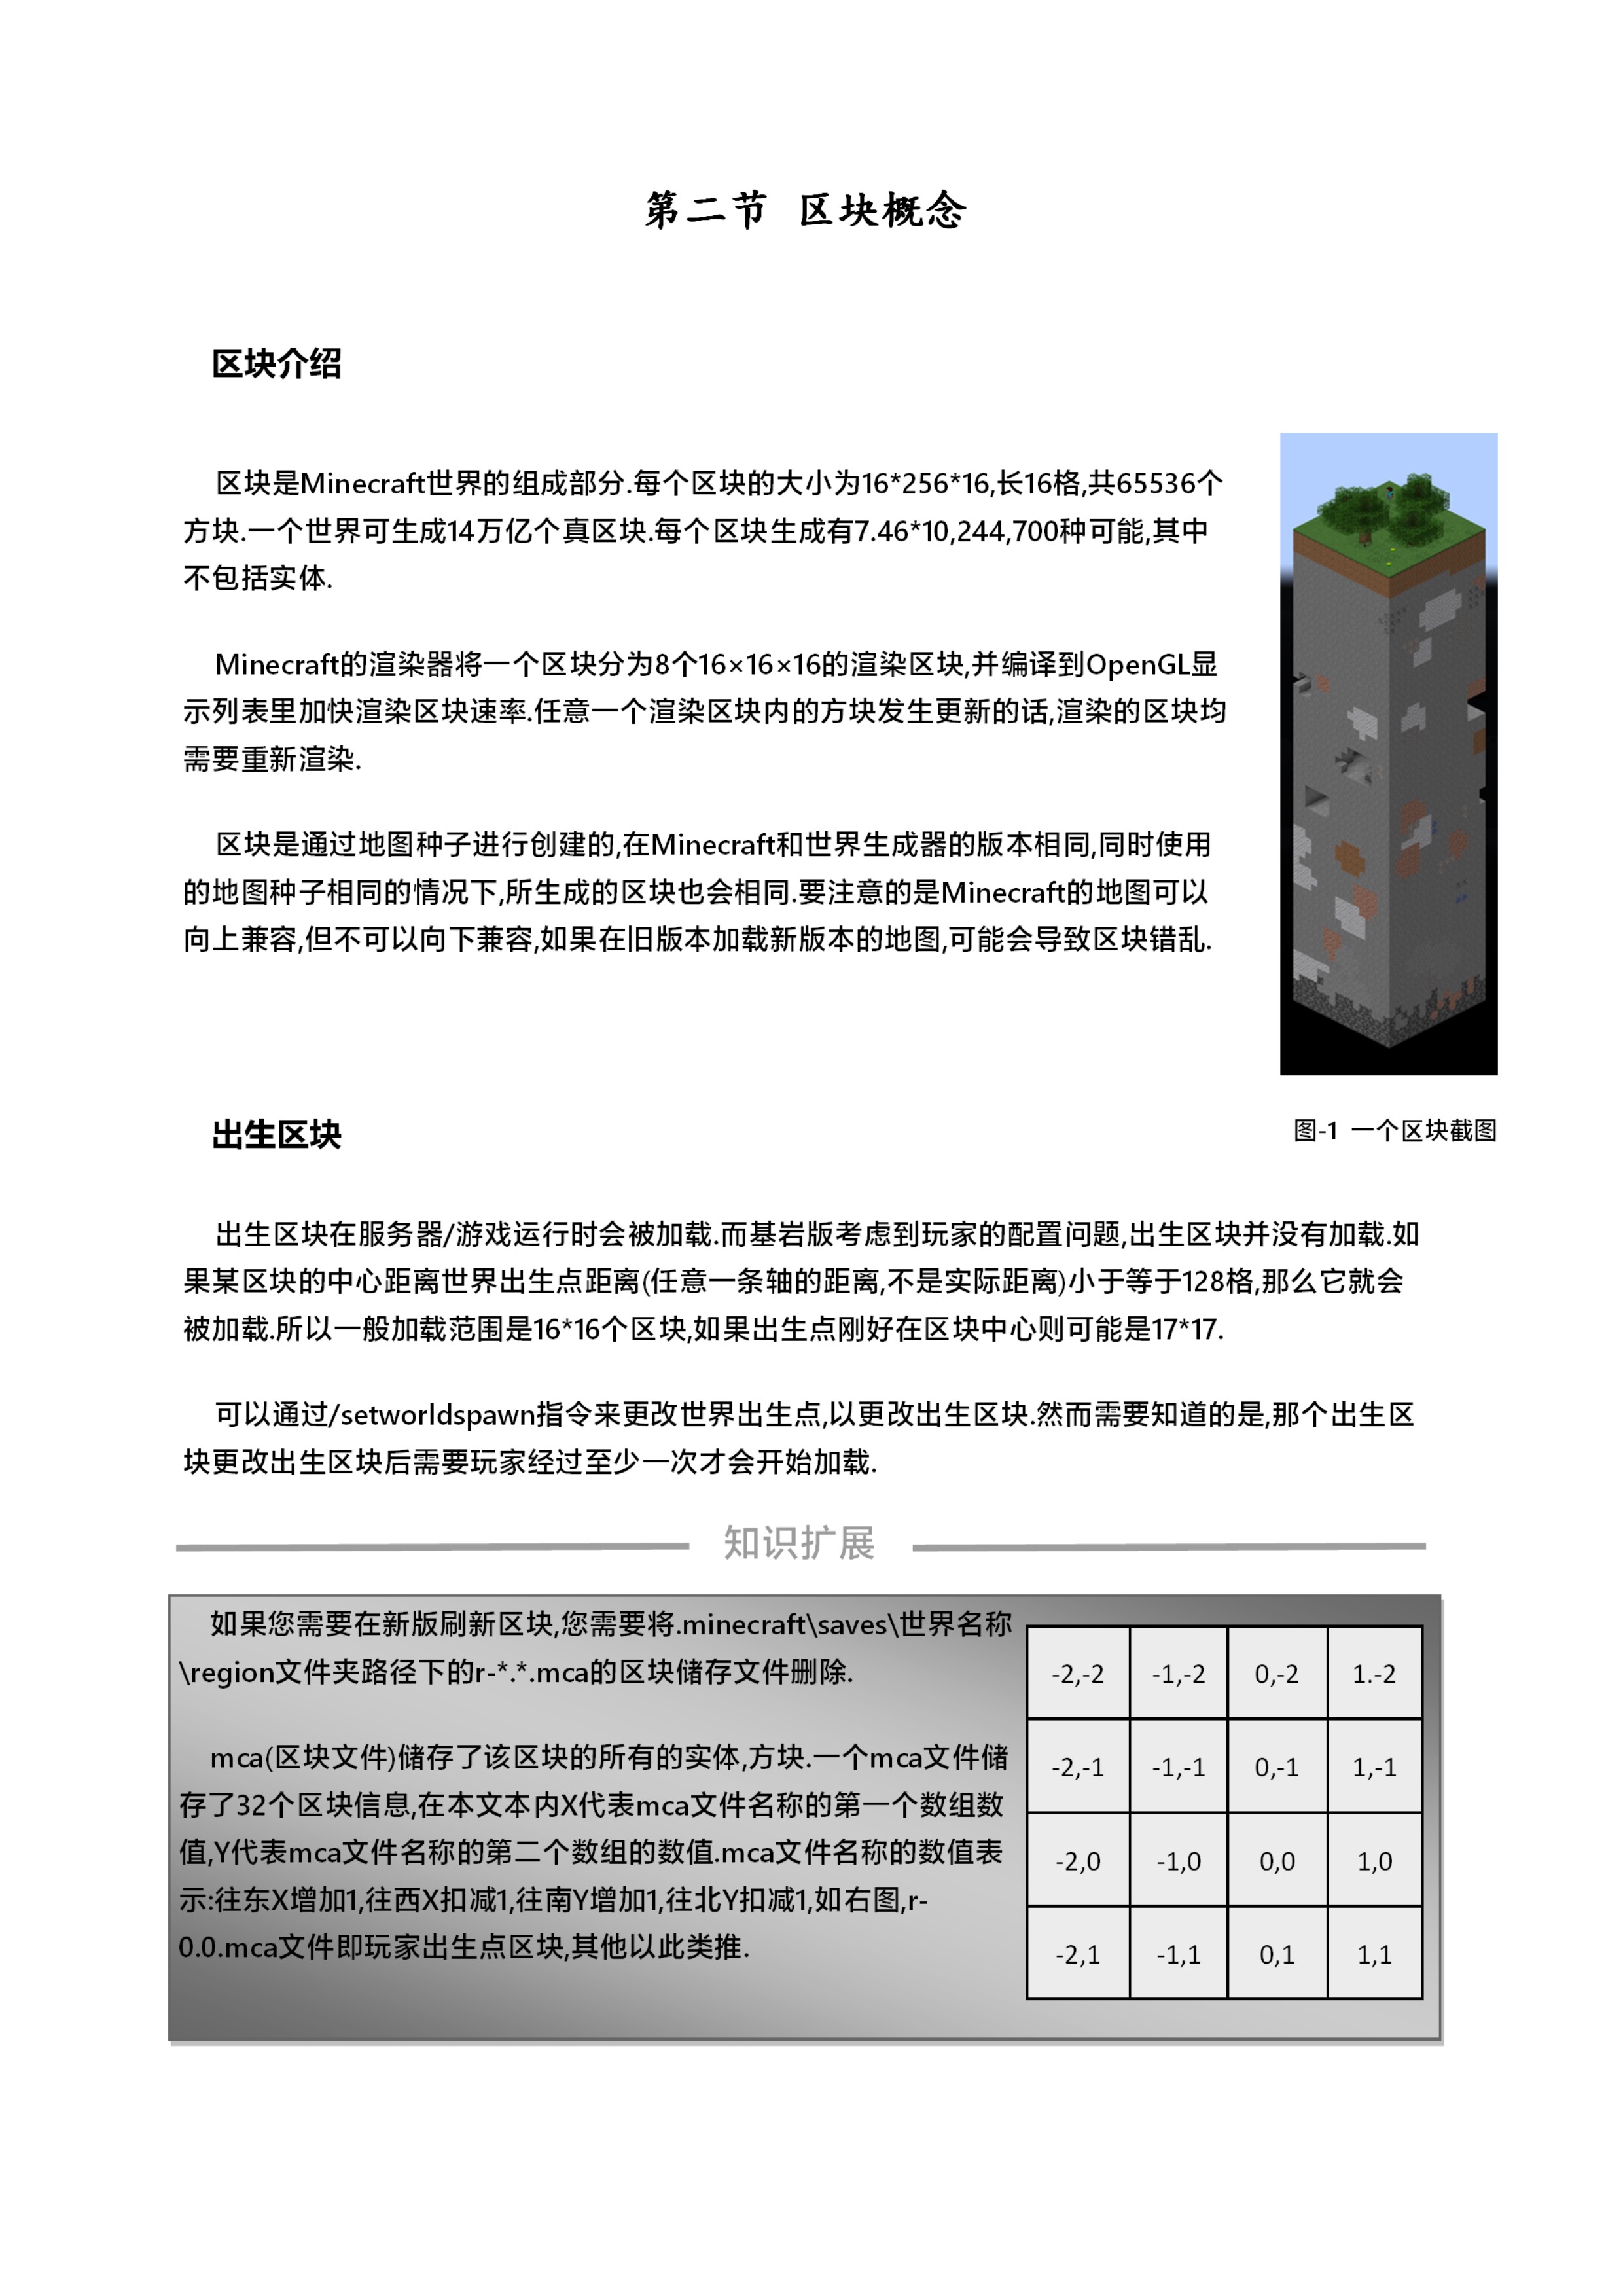 第二节 区块概念
区块介绍
区块是Minecraft世界的组成部分.每个区块的大小为16*256*16,长16格,共65536个
方块.一个世界可生成14万亿个真区块.每个区块生成有7.46*10,244,700种可能,其中
不包括实体.
Minecraft的渲染器将一个区块分为8个16×16×16的渲染区块,并编译到OpenGL显
示列表里加快渲染区块速率.任意一个渲染区块内的方块发生更新的话,渲染的区块均
需要重新渲染.
区块是通过地图种子进行创建的,在Minecraft和世界生成器的版本相同,同时使用
的地图种子相同的情况下,所生成的区块也会相同.要注意的是Minecraft的地图可以
向上兼容,但不可以向下兼容,如果在旧版本加载新版本的地图,可能会导致区块错乱.
图-1 一个区块截图
出生区块
出生区块在服务器/游戏运行时会被加载.而基岩版考虑到玩家的配置问题,出生区块并没有加载.如
果某区块的中心距离世界出生点距离(任意一条轴的距离,不是实际距离)小于等于128格,那么它就会
被加载.所以一般加载范围是16*16个区块,如果出生点刚好在区块中心则可能是17*17.
可以通过/setworldspawn指令来更改世界出生点,以更改出生区块.然而需要知道的是,那个出生区
块更改出生区块后需要玩家经过至少一次才会开始加载.
知识扩展
如果您需要在新版刷新区块,您需要将.minecraft\saves\世界名称
\region文件夹路径下的r-*.*.mca的区块储存文件删除.
mca(区块文件)储存了该区块的所有的实体,方块.一个mca文件储
存了32个区块信息,在本文本内X代表mca文件名称的第一个数组数
值,Y代表mca文件名称的第二个数组的数值.mca文件名称的数值表
示:往东X增加1,往西X扣减1,往南Y增加1,往北Y扣减1,如右图,r-
0.0.mca文件即玩家出生点区块,其他以此类推.
-2,-2 -1,-2 0,-2 1.-2
-2,-1 -1,-1 0,-1 1,-1
-2,0 -1,0 0,0 1,0
-2,1 -1,1 0,1 1,1